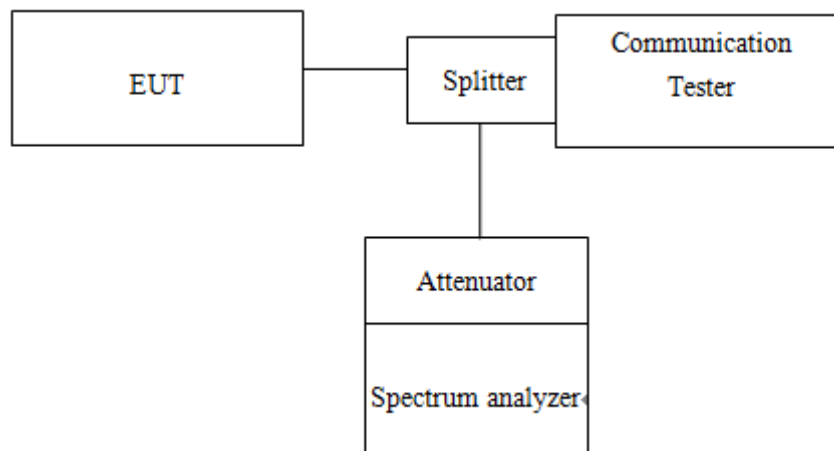 EUT
Splitter
Communication
Tester
Attenuator
Spectrum analyzer